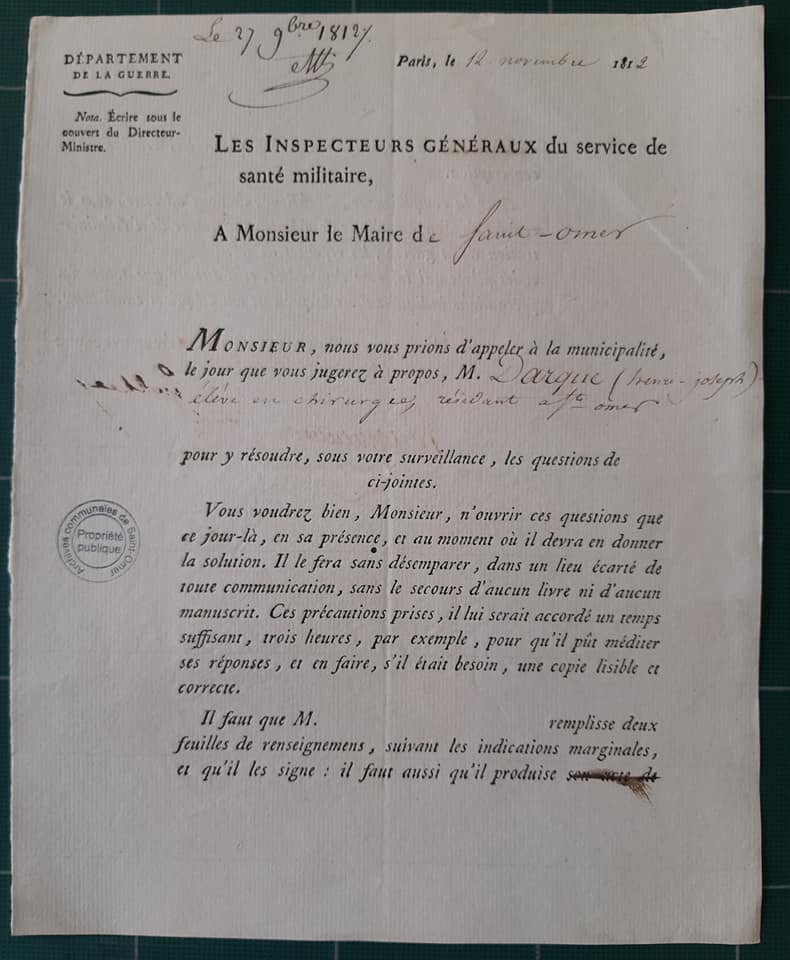 Le 27 9bre 1812.
DÉPARTEMENT
DE LA GUERRE.
Paris, le 12 novembre 1812
Nota. Écrire sous le
couvert du Directeur-
Ministre.
LES INSPECTEURS GÉNÉRAUX du service de
santé militaire,
A Monsieur le Maire de Saint-omer
MONSIEUR, nous vous prions d'appeler à la municipalité,
le jour que vous jugerez à propos, M. Darque (henri-joseph)
élève en chirurgie, résidant a St. omer
pour y résoudre, sous votre surveillance, les questions de
ci-jointes.
Vous voudrez bien, Monsieur, n'ouvrir ces questions que
ce jour-là, en sa présence, et au moment où il devra en donner
la solution. Il le fera sans désemparer, dans un lieu écarté de
toute communication, sans le secours d'aucun livre ni d'aucun
manuscrit. Ces précautions prises, il lui serait accordé un temps
suffisant, trois heures, par exemple, pour qu'il pût méditer
ses réponses, et en faire, s'il était besoin, une copie lisible et
correcte.
Il faut que M. remplisse deux
feuilles de renseignemens, suivant les indications marginales,
et qu'il les signe : il faut aussi qu'il produise son acte de
Archives communales de Saint-Omer
Propriété
publique